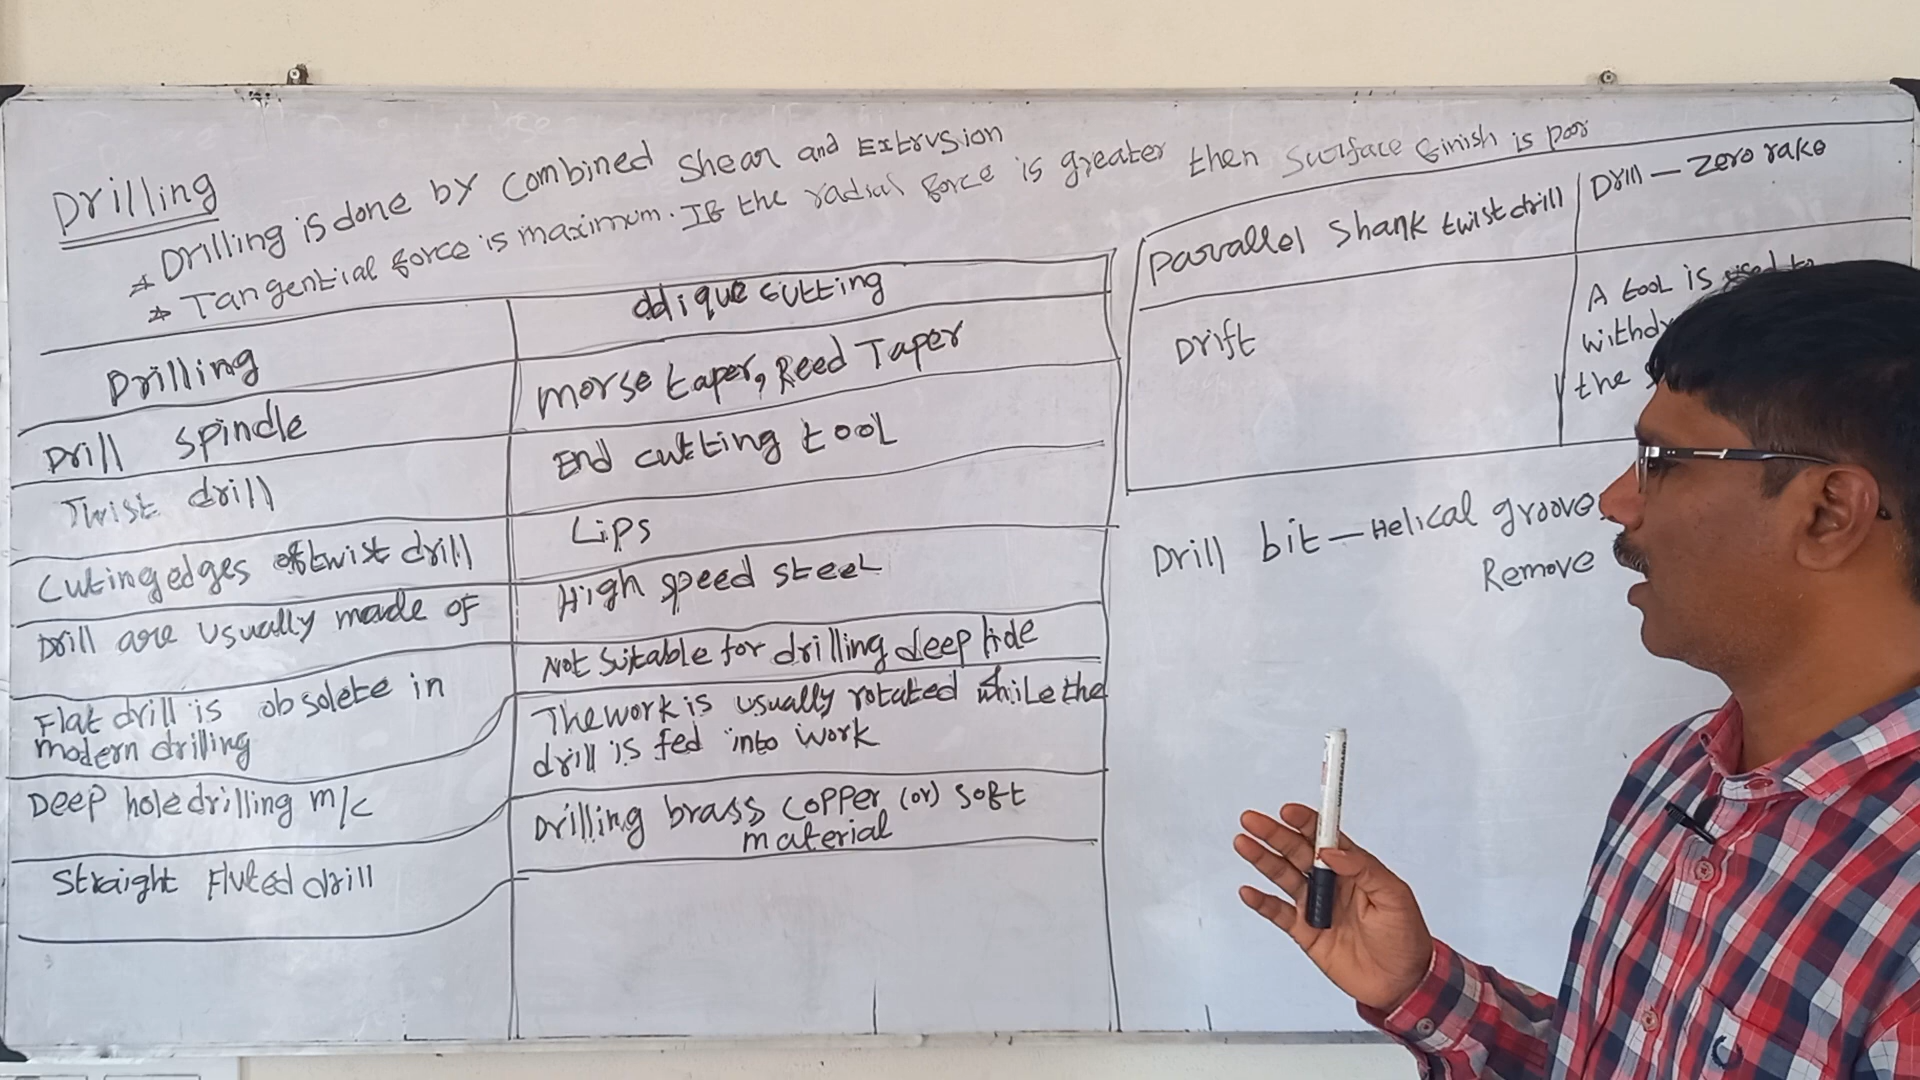 Drilling
* Drilling is done by combined shear and Extrusion
* Tangential force is maximum. If the radial force is greater then surface finish is poor
Drilling
oblique cutting
Drill spindle
morse taper, Reed Taper
Twist drill
End cutting tool
Cuting edges of twist drill
Lips
Drill are usually made of
High speed steel
Flat drill is obsolete in
modern drilling
Not suitable for drilling deep hole
Deep hole drilling m/c
The work is usually rotated while the
drill is fed into work
Straight Fluted drill
Drilling brass copper (or) soft
material
parallel shank twist drill
Drill - zero rake
Drift
A tool is used to
the
Drill bit - Helical grooves
Remove